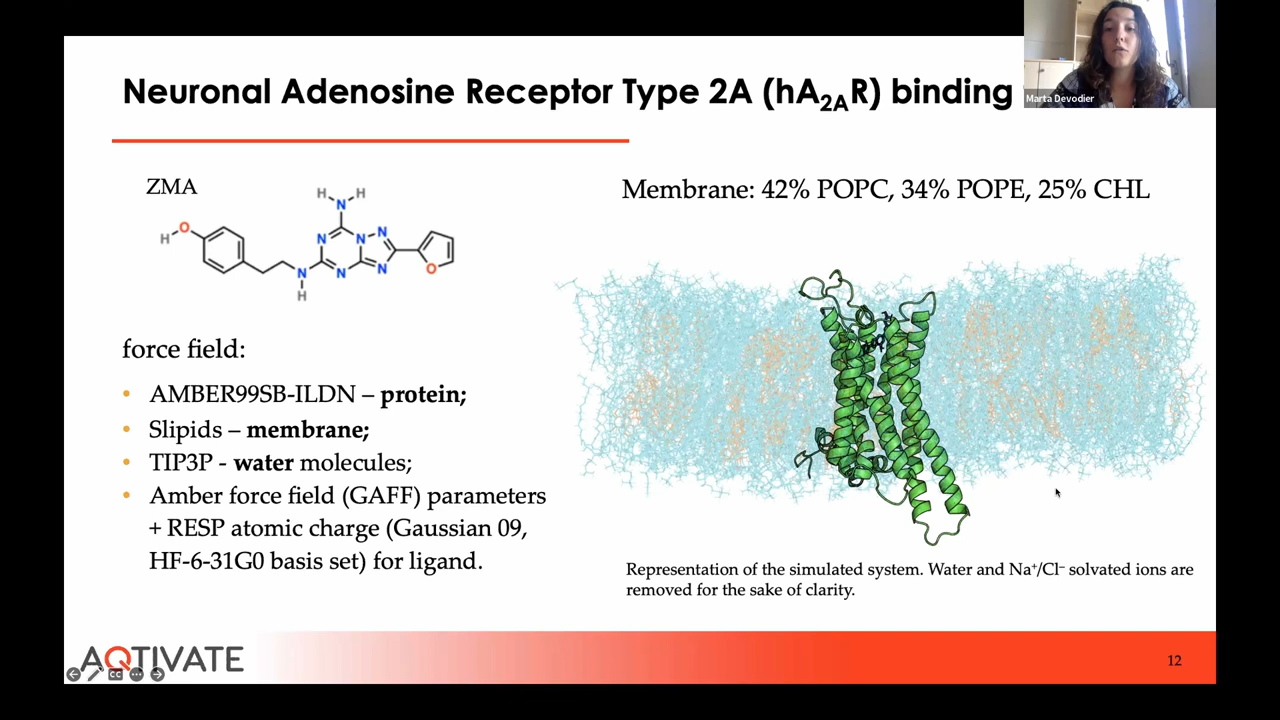 Neuronal Adenosine Receptor Type 2A (hA2AR) binding
Marta Devodier
ZMA
H H
N
H O
N N N
N N N O
H
Membrane: 42% POPC, 34% POPE, 25% CHL
force field:
• AMBER99SB-ILDN – protein;
• Slipids – membrane;
• TIP3P - water molecules;
• Amber force field (GAFF) parameters
+ RESP atomic charge (Gaussian 09,
HF-6-31G0 basis set) for ligand.
Representation of the simulated system. Water and Na⁺/Cl⁻ solvated ions are
removed for the sake of clarity.
AQTIVATE
CC
12